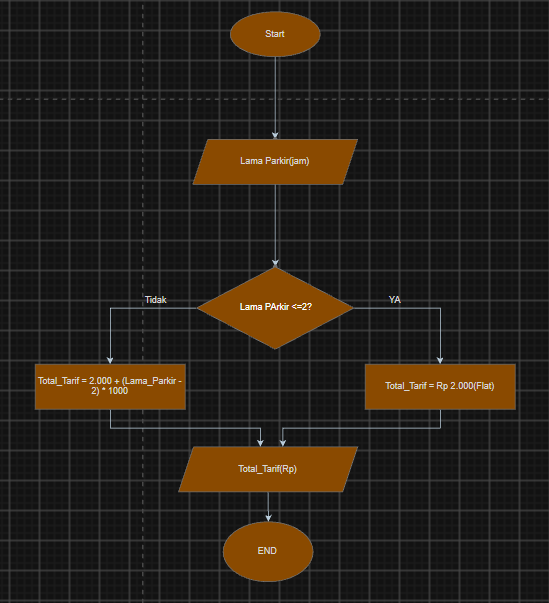 Start
Lama Parkir(jam)
Lama PArkir <=2?
Tidak
YA
Total_Tarif = 2.000 + (Lama_Parkir -
2) * 1000
Total_Tarif = Rp 2.000(Flat)
Total_Tarif(Rp)
END